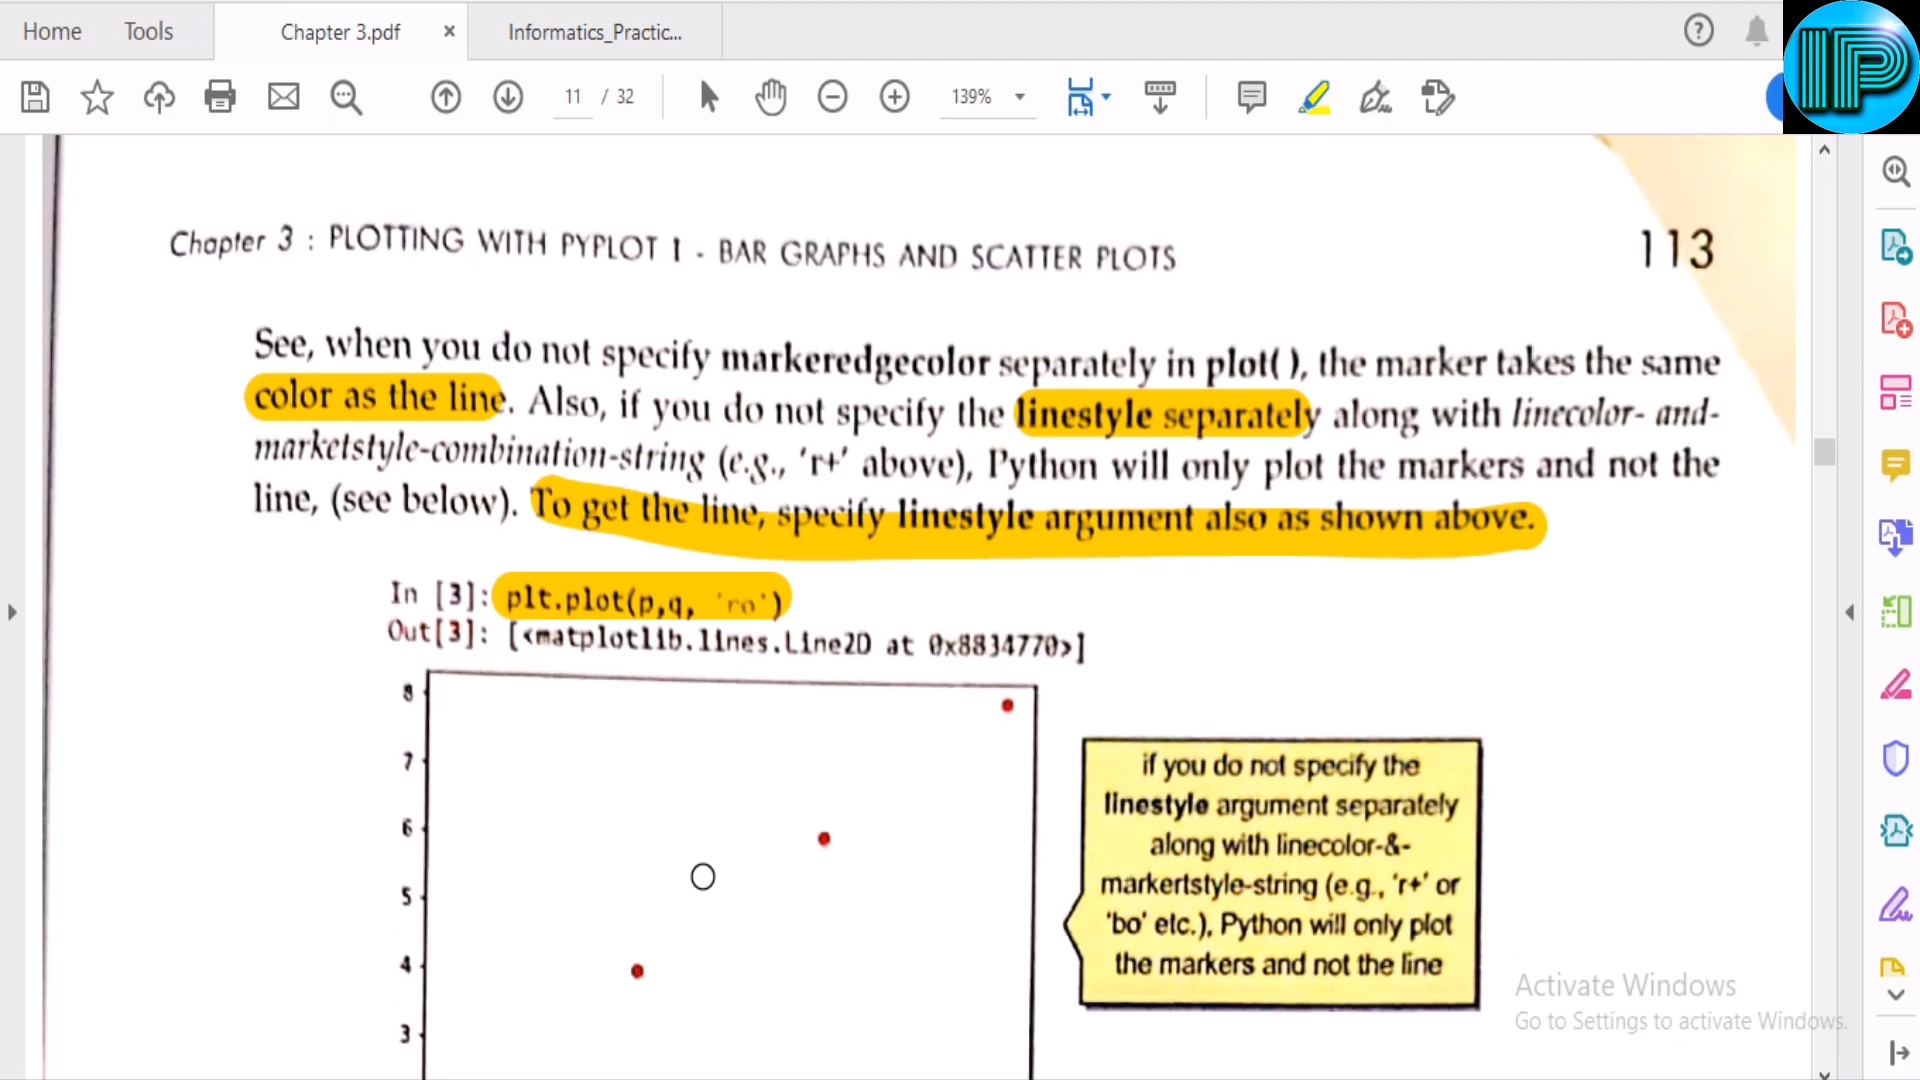 Home Tools Chapter 3.pdf × Informatics_Practic...
11 / 32 139%
IP
Chapter 3 : PLOTTING WITH PYPLOT I - BAR GRAPHS AND SCATTER PLOTS 113
See, when you do not specify markeredgecolor separately in plot( ), the marker takes the same
color as the line. Also, if you do not specify the linestyle separately along with linecolor- and-
marketstyle-combination-string (e.g., 'r+' above), Python will only plot the markers and not the
line, (see below). To get the line, specify linestyle argument also as shown above.
In [3]: plt.plot(p,q, 'ro')
Out[3]: [<matplotlib.lines.Line2D at 0x8834770>]
8
7
6
5
4
3
if you do not specify the
linestyle argument separately
along with linecolor-&-
markertstyle-string (e.g., 'r+' or
'bo' etc.), Python will only plot
the markers and not the line
Activate Windows
Go to Settings to activate Windows.